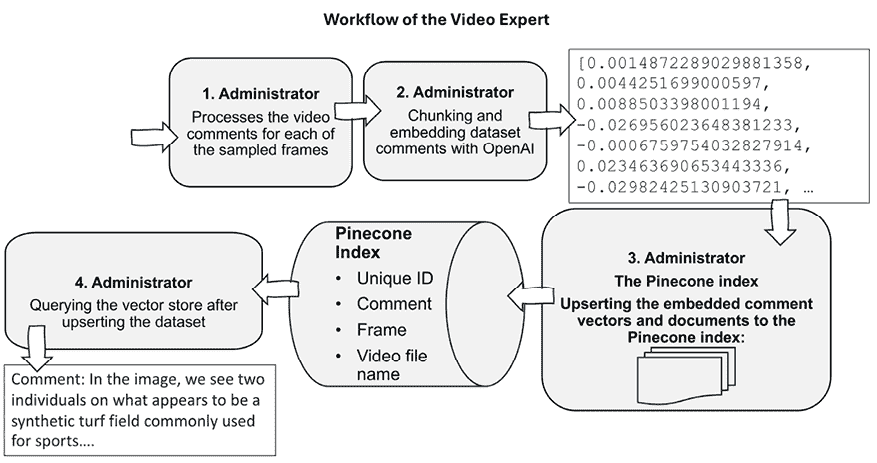 Workflow of the Video Expert
1. Administrator
Processes the video
comments for each of
the sampled frames
2. Administrator
Chunking and
embedding dataset
comments with OpenAI
[0.0014872289029881358,
0.0044251699000597,
0.00885033980001194,
-0.026956023648381233,
-0.0006759754032827914,
0.023463690653443336,
-0.02982425130903721, …
3. Administrator
The Pinecone index
Upserting the embedded comment
vectors and documents to the
Pinecone index:
Pinecone
Index
• Unique ID
• Comment
• Frame
• Video file
name
4. Administrator
Querying the vector store after
upserting the dataset
Comment: In the image, we see two
individuals on what appears to be a
synthetic turf field commonly used
for sports....